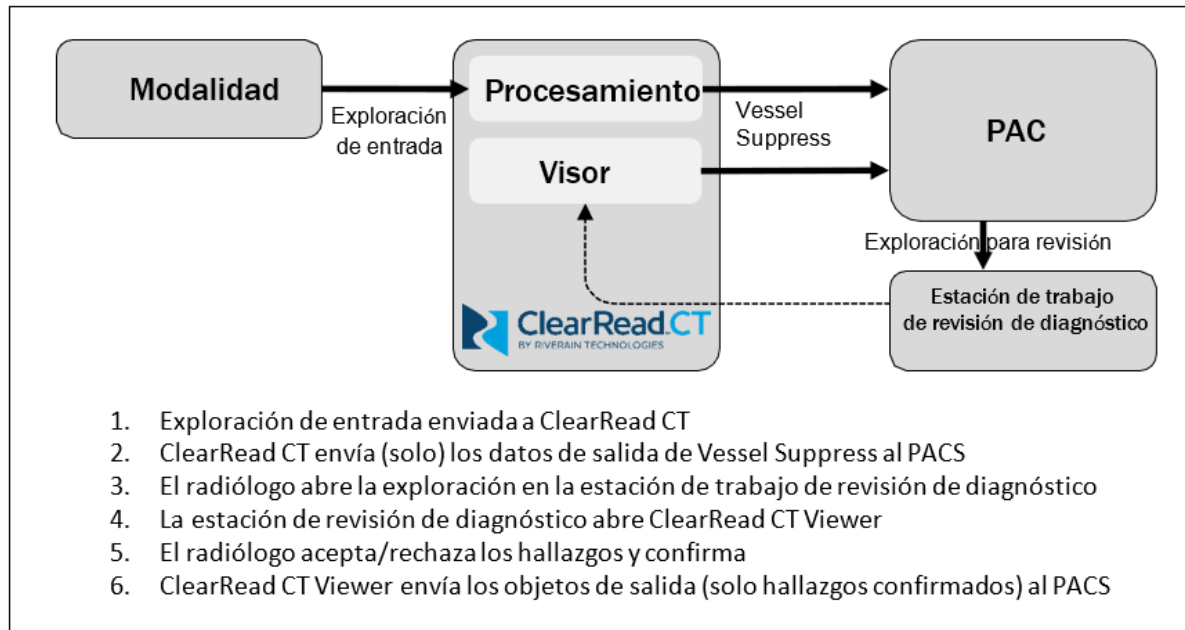 Modalidad
Exploración
de entrada
Procesamiento
Visor
Vessel
Suppress
PAC
Exploración para revisión
Estación de trabajo
de revisión de diagnóstico
ClearRead CT
BY RIVERAIN TECHNOLOGIES
1. Exploración de entrada enviada a ClearRead CT
2. ClearRead CT envía (solo) los datos de salida de Vessel Suppress al PACS
3. El radiólogo abre la exploración en la estación de trabajo de revisión de diagnóstico
4. La estación de revisión de diagnóstico abre ClearRead CT Viewer
5. El radiólogo acepta/rechaza los hallazgos y confirma
6. ClearRead CT Viewer envía los objetos de salida (solo hallazgos confirmados) al PACS